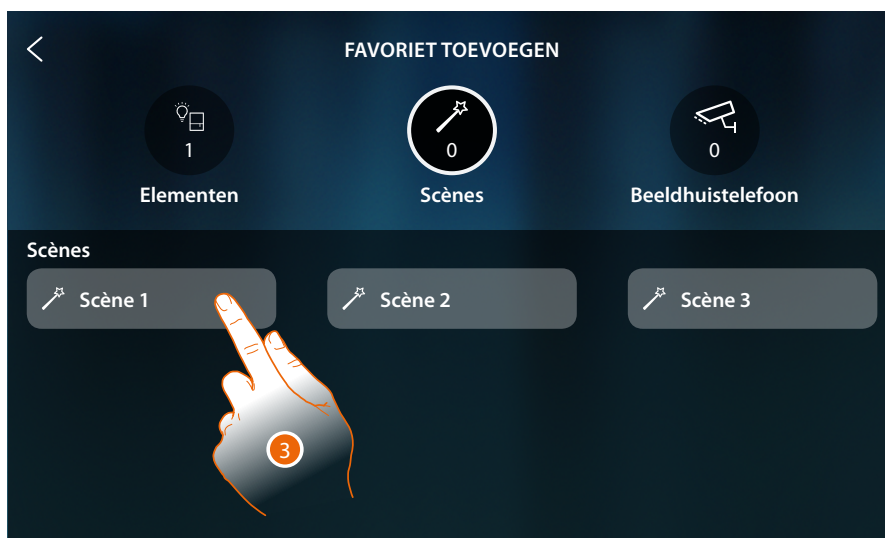 FAVORIET TOEVOEGEN
1
0
0
Elementen
Scènes
Beeldhuistelefoon
Scènes
Scène 1
Scène 2
Scène 3
3